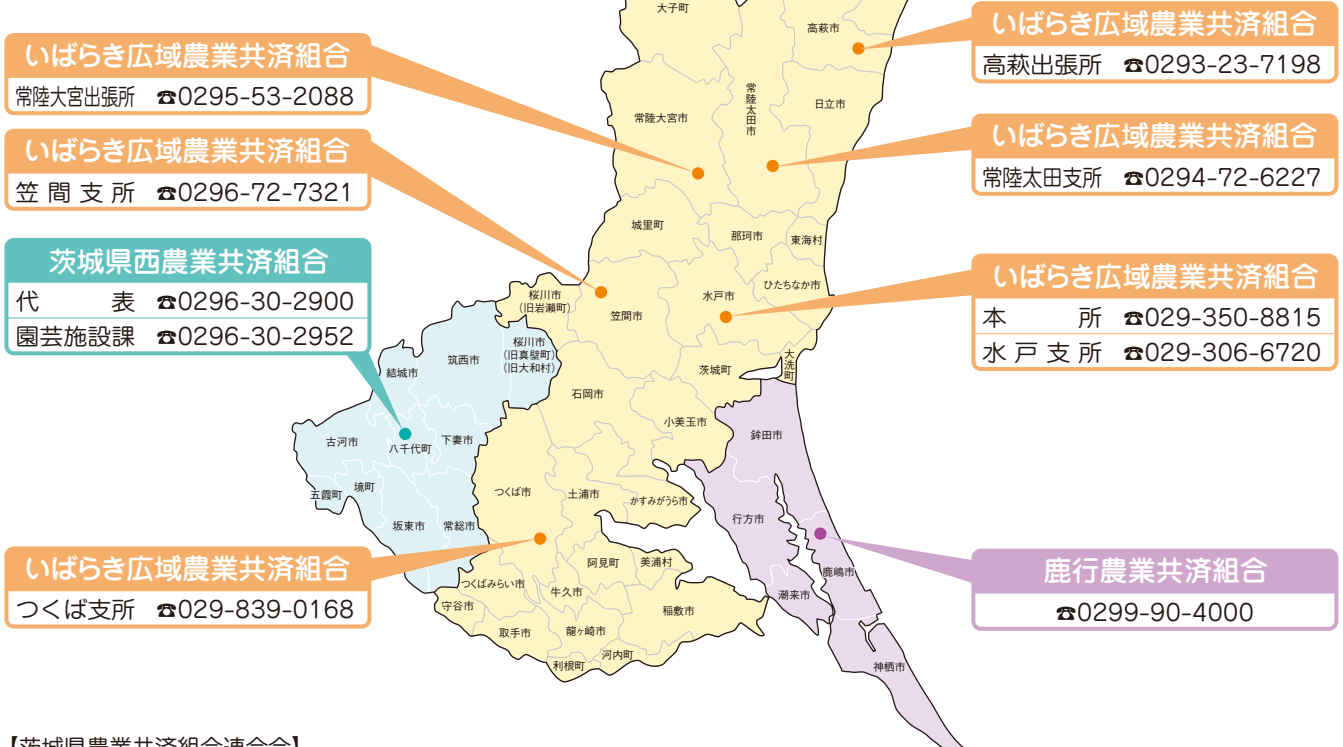 いばらき広域農業共済組合
常陸大宮出張所 ☎0295-53-2088
いばらき広域農業共済組合
笠間支所 ☎0296-72-7321
茨城県西農業共済組合
代表 ☎0296-30-2900
園芸施設課 ☎0296-30-2952
いばらき広域農業共済組合
つくば支所 ☎029-839-0168
いばらき広域農業共済組合
高萩出張所 ☎0293-23-7198
いばらき広域農業共済組合
常陸太田支所 ☎0294-72-6227
いばらき広域農業共済組合
本所 ☎029-350-8815
水戸支所 ☎029-306-6720
鹿行農業共済組合
☎0299-90-4000
大子町
高萩市
常陸太田市
日立市
常陸大宮市
城里町
那珂市
東海村
ひたちなか市
水戸市
笠間市
桜川市
(旧岩瀬町)
桜川市
(旧真壁町)
(旧大和村)
筑西市
結城市
茨城町
大洗町
石岡市
小美玉市
鉾田市
古河市
八千代町
下妻市
五霞町
境町
坂東市
常総市
つくば市
土浦市
かすみがうら市
行方市
阿見町
美浦村
鹿嶋市
つくばみらい市
牛久市
潮来市
守谷市
稲敷市
取手市
龍ヶ崎市
河内町
利根町
神栖市
【茨城県農業共済組合連合会】